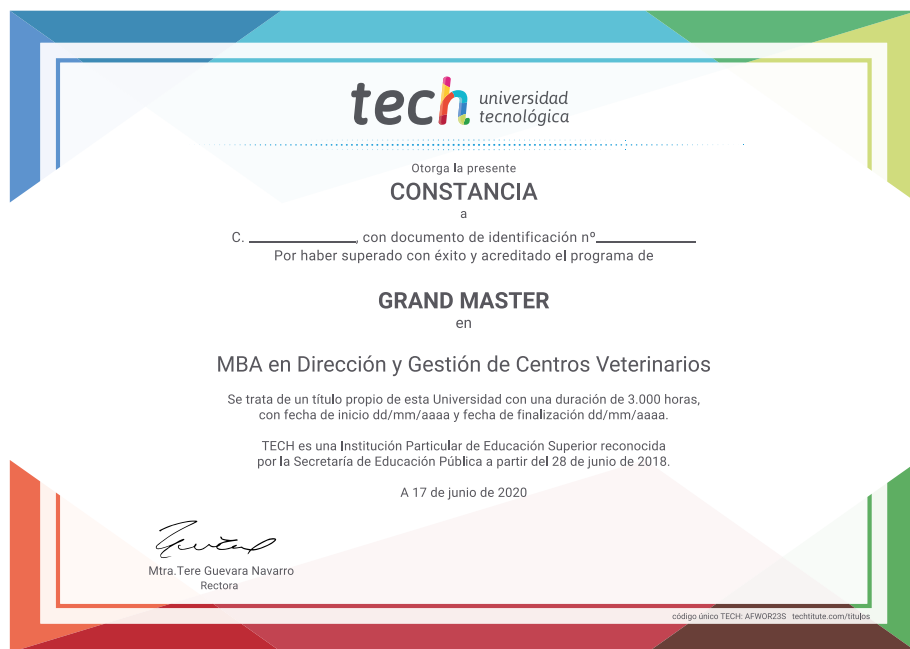 tech universidad
tecnológica
Otorga la presente
CONSTANCIA
a
C. ____________, con documento de identificación nº____________
Por haber superado con éxito y acreditado el programa de
GRAND MASTER
en
MBA en Dirección y Gestión de Centros Veterinarios
Se trata de un título propio de esta Universidad con una duración de 3.000 horas,
con fecha de inicio dd/mm/aaaa y fecha de finalización dd/mm/aaaa.
TECH es una Institución Particular de Educación Superior reconocida
por la Secretaría de Educación Pública a partir del 28 de junio de 2018.
A 17 de junio de 2020
Mtra.Tere Guevara Navarro
Rectora
código único TECH: AFWOR23S techtitute.com/titulos